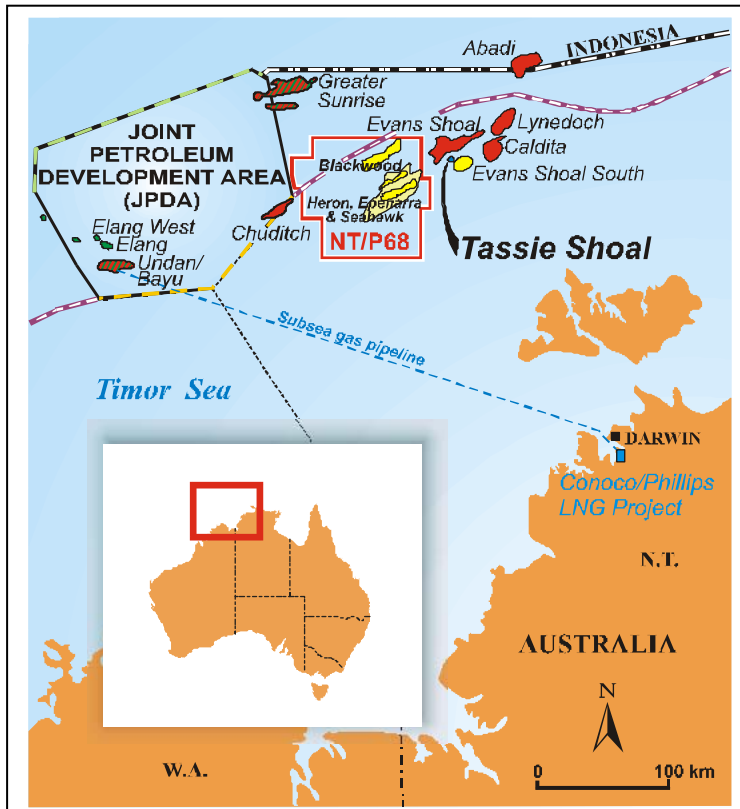 Abadi
INDONESIA
Greater
Sunrise
Evans Shoal
Lynedoch
Caldita
JOINT
PETROLEUM
DEVELOPMENT AREA
(JPDA)
Blackwood
Evans Shoal South
Heron, Epenarra
& Seahawk
Elang West
Elang
Chuditch
NT/P68
Tassie Shoal
Undan/
Bayu
Subsea gas pipeline
Timor Sea
DARWIN
Conoco/Phillips
LNG Project
N.T.
AUSTRALIA
N
W.A.
0 100 km